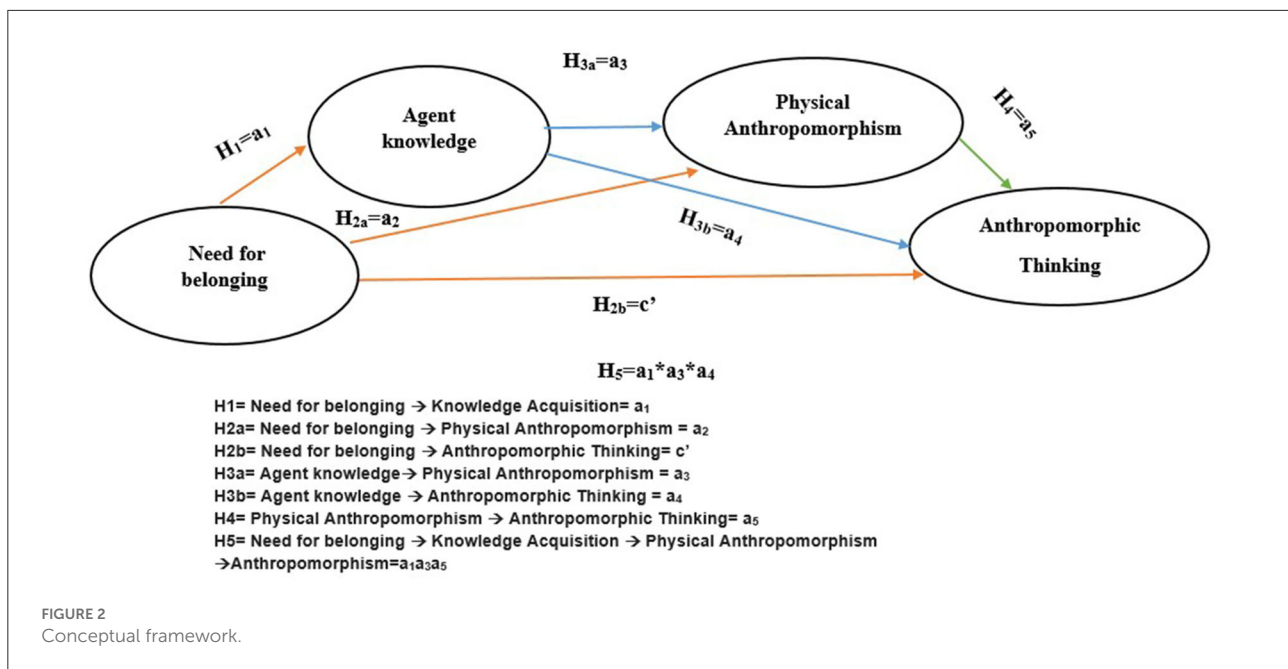 H₃ₐ=a₃
Agent
knowledge
Physical
Anthropomorphism
H₄=a₅
H₁=a₁
H₂ₐ=a₂
H₃b=a₄
Need for
belonging
Anthropomorphic
Thinking
H₂b=c’
H₅=a₁*a₃*a₄
H1= Need for belonging → Knowledge Acquisition= a₁
H2a= Need for belonging → Physical Anthropomorphism = a₂
H2b= Need for belonging → Anthropomorphic Thinking= c’
H3a= Agent knowledge→ Physical Anthropomorphism = a₃
H3b= Agent knowledge → Anthropomorphic Thinking = a₄
H4= Physical Anthropomorphism → Anthropomorphic Thinking= a₅
H5= Need for belonging → Knowledge Acquisition → Physical Anthropomorphism
→Anthropomorphism=a₁a₃a₅
FIGURE 2
Conceptual framework.